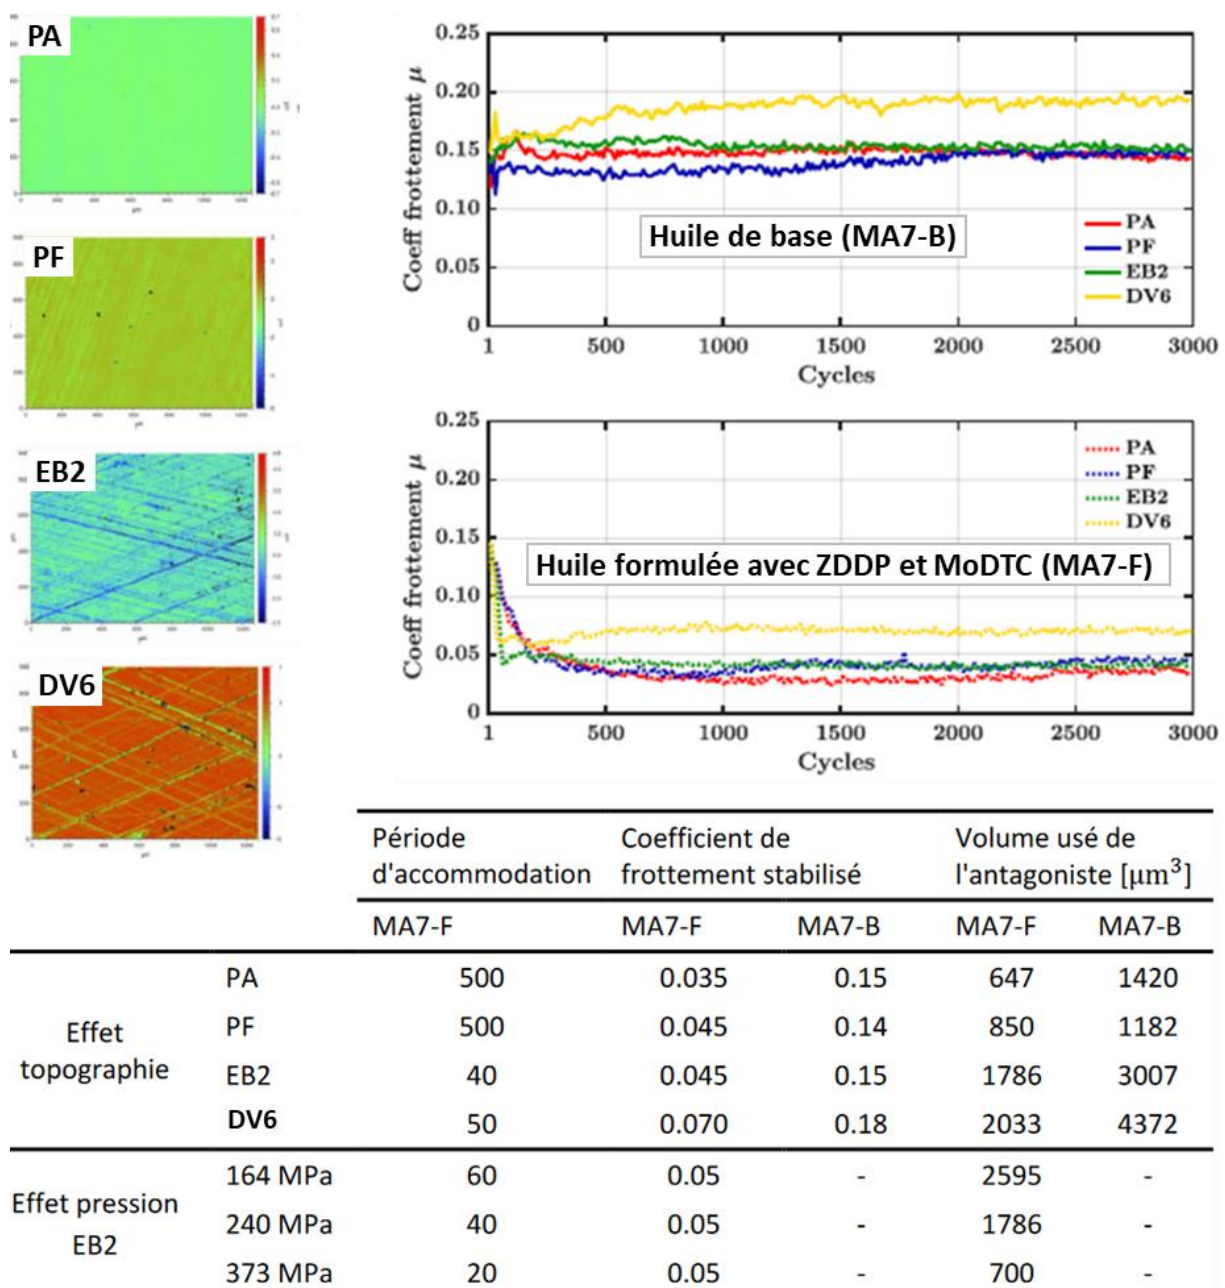 PA
PF
EB2
DV6
0.25
0.20
0.15
0.10
0.05
0
Coeff frottement μ
Huile de base (MA7-B)
PA
PF
EB2
DV6
1 500 1000 1500 2000 2500 3000
Cycles
0.25
0.20
0.15
0.10
0.05
0
Coeff frottement μ
PA
PF
EB2
DV6
Huile formulée avec ZDDP et MoDTC (MA7-F)
1 500 1000 1500 2000 2500 3000
Cycles
Période d'accommodation Coefficient de frottement stabilisé Volume usé de l'antagoniste [μm³]
MA7-F MA7-F MA7-B MA7-F MA7-B
Effet topographie
PA 500 0.035 0.15 647 1420
PF 500 0.045 0.14 850 1182
EB2 40 0.045 0.15 1786 3007
DV6 50 0.070 0.18 2033 4372
Effet pression EB2
164 MPa 60 0.05 - 2595 -
240 MPa 40 0.05 - 1786 -
373 MPa 20 0.05 - 700 -